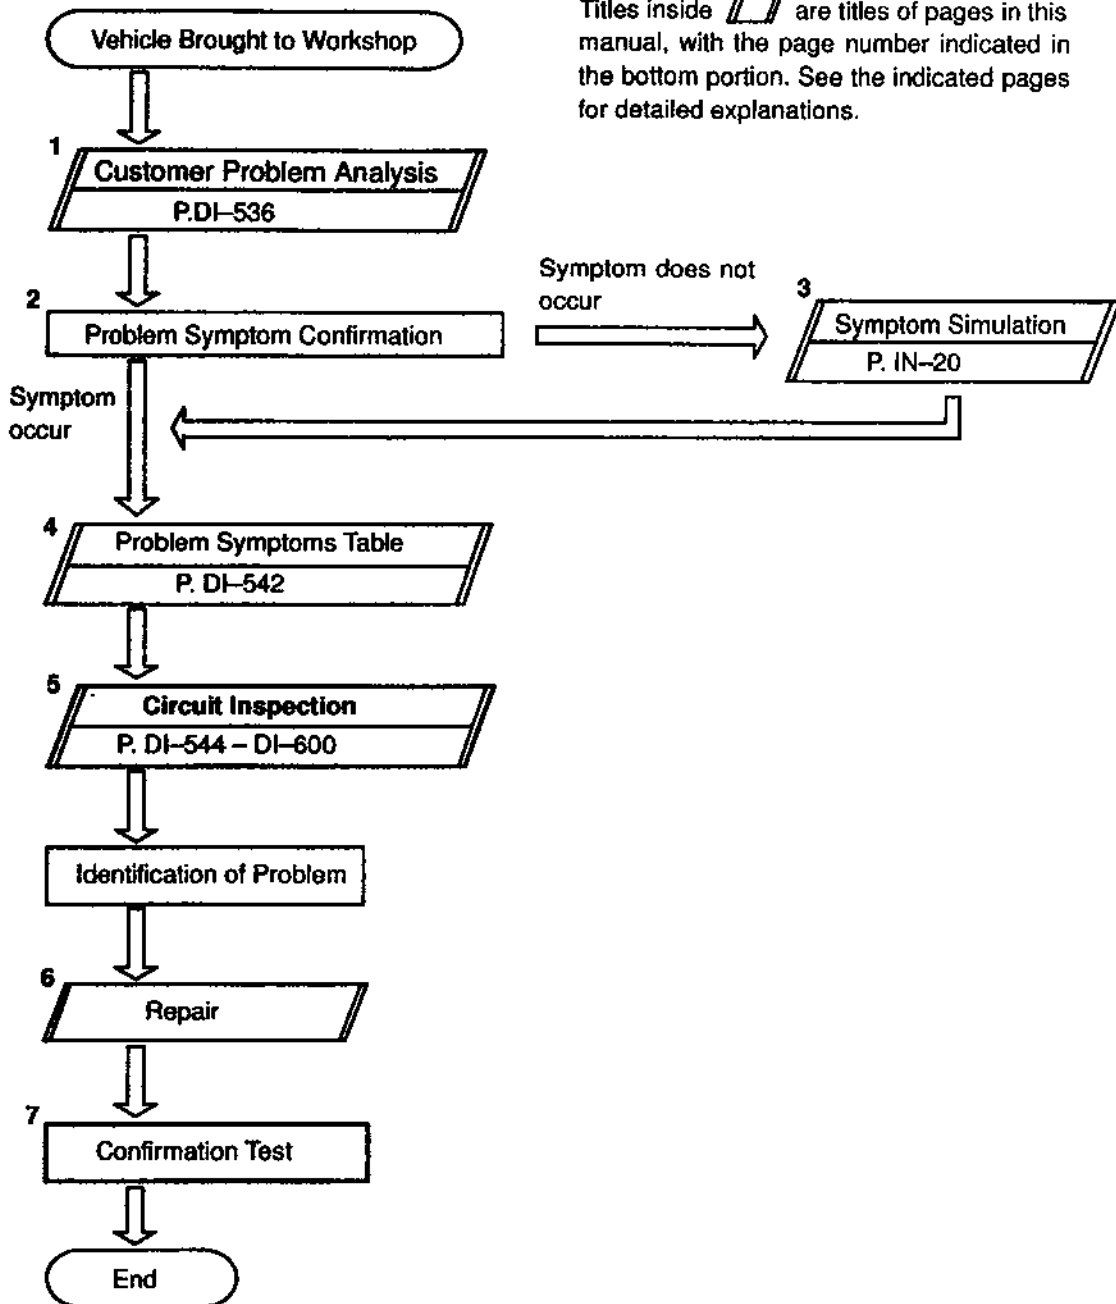 Vehicle Brought to Workshop
Titles inside are titles of pages in this
manual, with the page number indicated in
the bottom portion. See the indicated pages
for detailed explanations.
1
Customer Problem Analysis
P.DI–536
2
Problem Symptom Confirmation
Symptom does not
occur
3
Symptom Simulation
P. IN–20
Symptom
occur
4
Problem Symptoms Table
P. DI–542
5
Circuit Inspection
P. DI–544 – DI–600
Identification of Problem
6
Repair
7
Confirmation Test
End